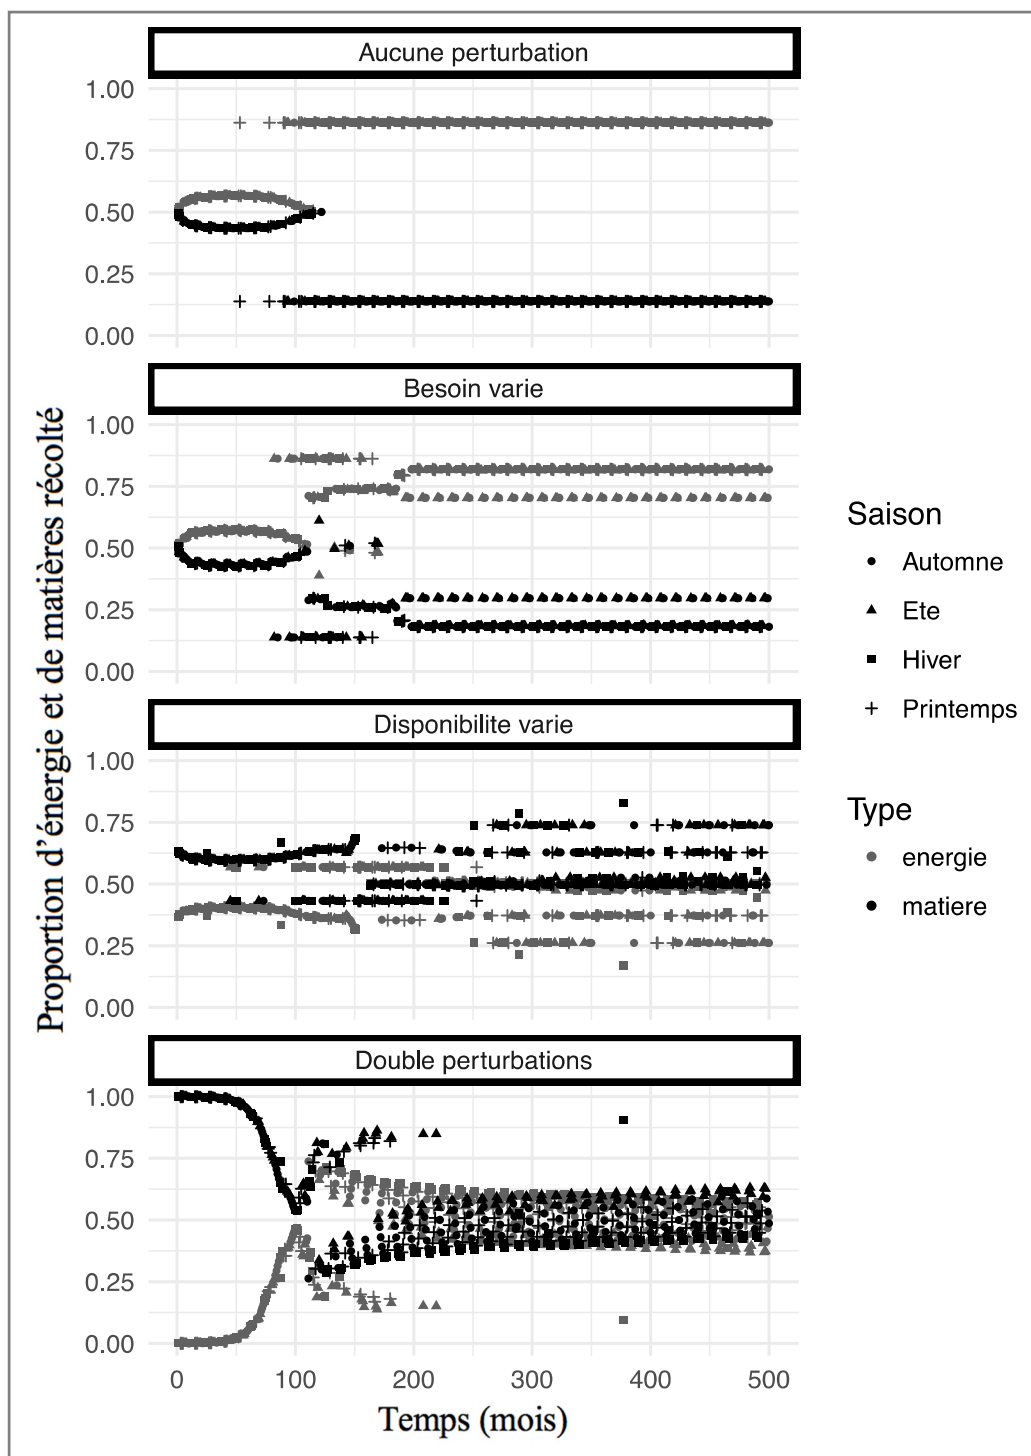 Aucune perturbation
1.00
0.75
0.50
0.25
0.00
Besoin varie
1.00
0.75
0.50
0.25
0.00
Disponibilite varie
1.00
0.75
0.50
0.25
0.00
Double perturbations
1.00
0.75
0.50
0.25
0.00
0 100 200 300 400 500
Temps (mois)
Proportion d'énergie et de matières récolté
Saison
Automne
Ete
Hiver
Printemps
Type
energie
matiere